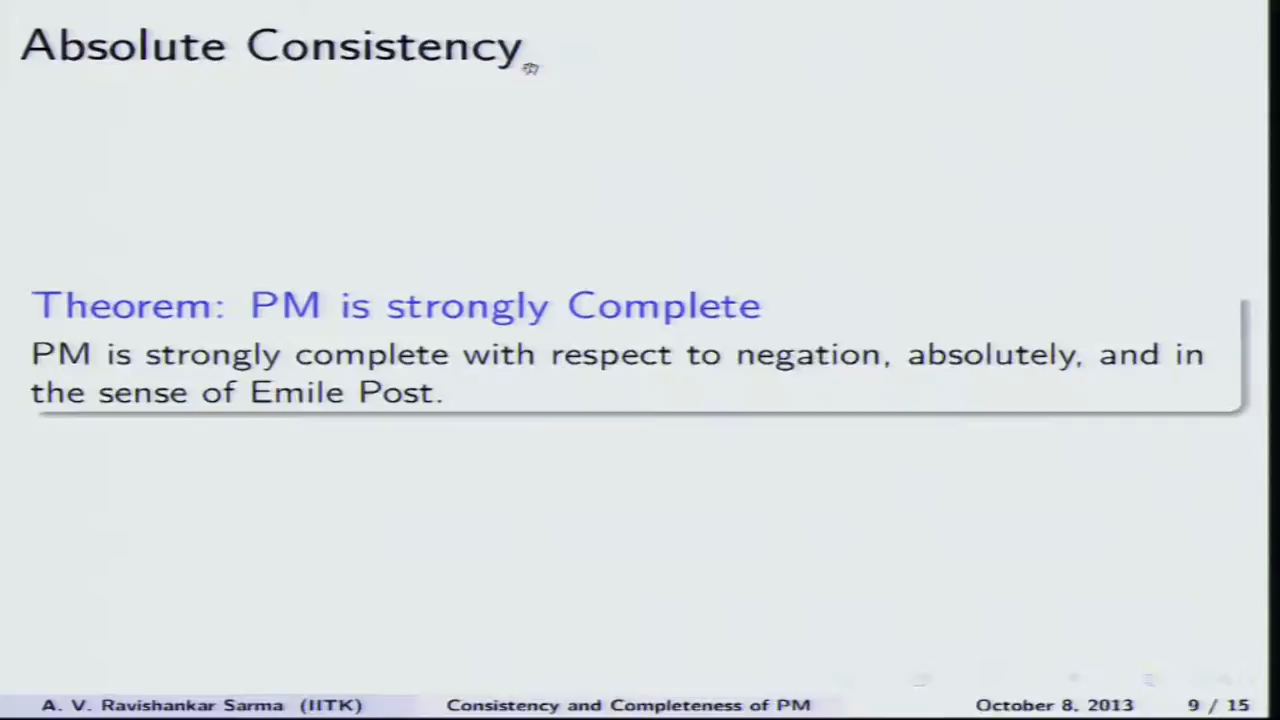 Absolute Consistency
Theorem: PM is strongly Complete
PM is strongly complete with respect to negation, absolutely, and in
the sense of Emile Post.
A. V. Ravishankar Sarma (IITK)
Consistency and Completeness of PM
October 8, 2013
9 / 15